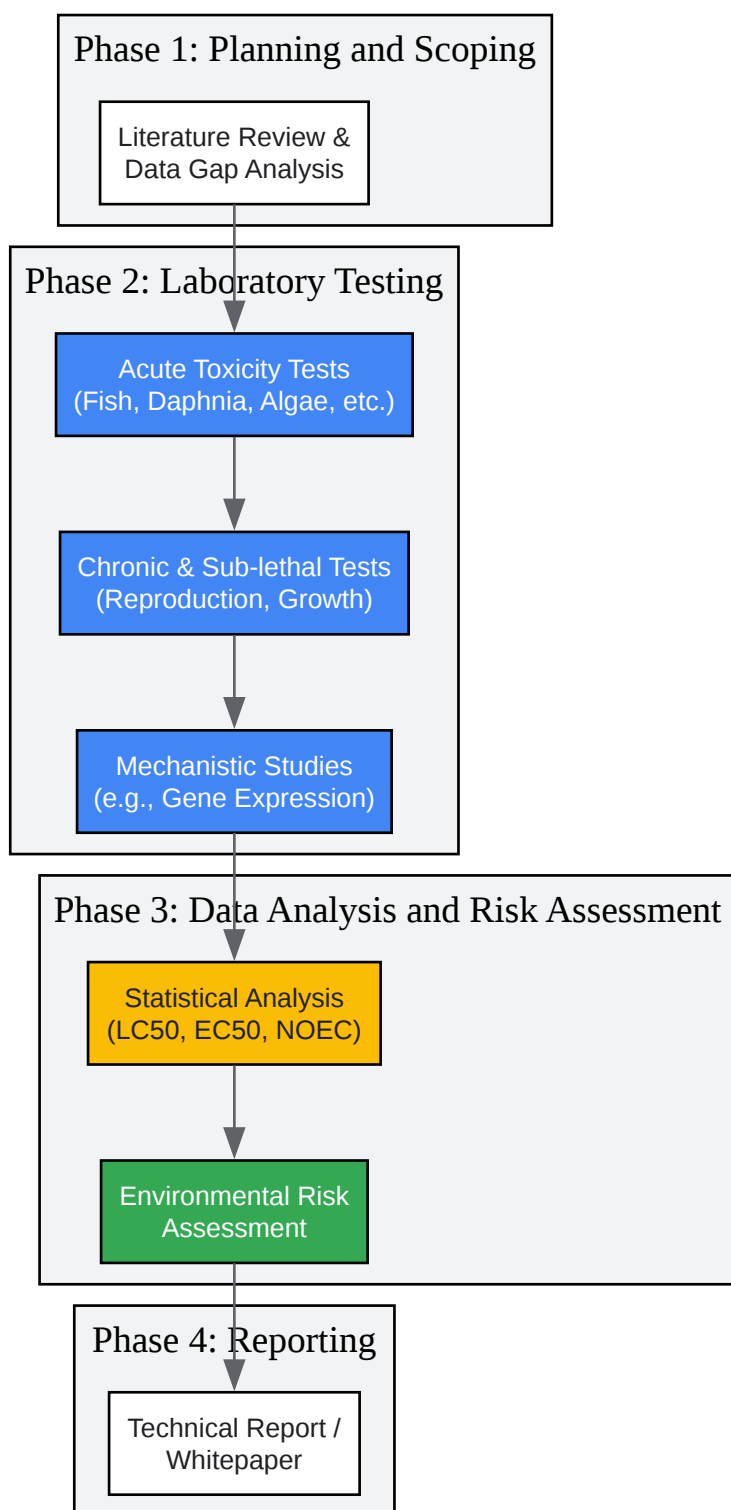 Phase 1: Planning and Scoping
Literature Review &
Data Gap Analysis
Phase 2: Laboratory Testing
Acute Toxicity Tests
(Fish, Daphnia, Algae, etc.)
Chronic & Sub-lethal Tests
(Reproduction, Growth)
Mechanistic Studies
(e.g., Gene Expression)
Phase 3: Data Analysis and Risk Assessment
Statistical Analysis
(LC50, EC50, NOEC)
Environmental Risk
Assessment
Phase 4: Reporting
Technical Report /
Whitepaper